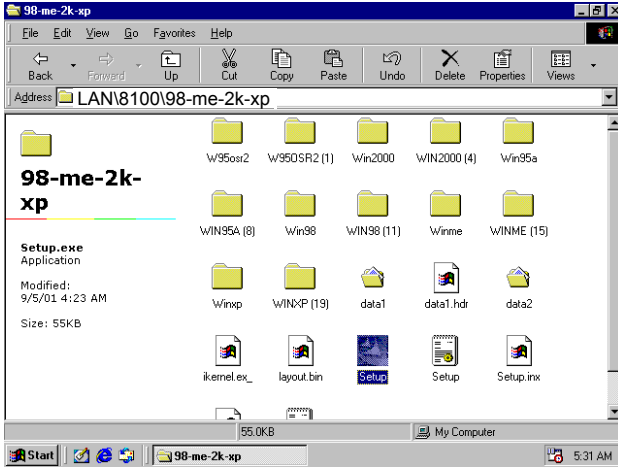 98-me-2k-xp
File Edit View Go Favorites Help
Back Forward Up Cut Copy Paste Undo Delete Properties Views
Address LAN\8100\98-me-2k-xp
98-me-2k-
xp
Setup.exe
Application
Modified:
9/5/01 4:23 AM
Size: 55KB
W95osr2 W95OSR2 (1) Win2000 WIN2000 (4) Win95a
WIN95A (8) Win98 WIN98 (11) Winme WINME (15)
Winxp WINXP (19) data1 data1.hdr data2
ikernel.ex_ layout.bin Setup Setup Setup.inx
55.0KB My Computer
Start 98-me-2k-xp 5:31 AM